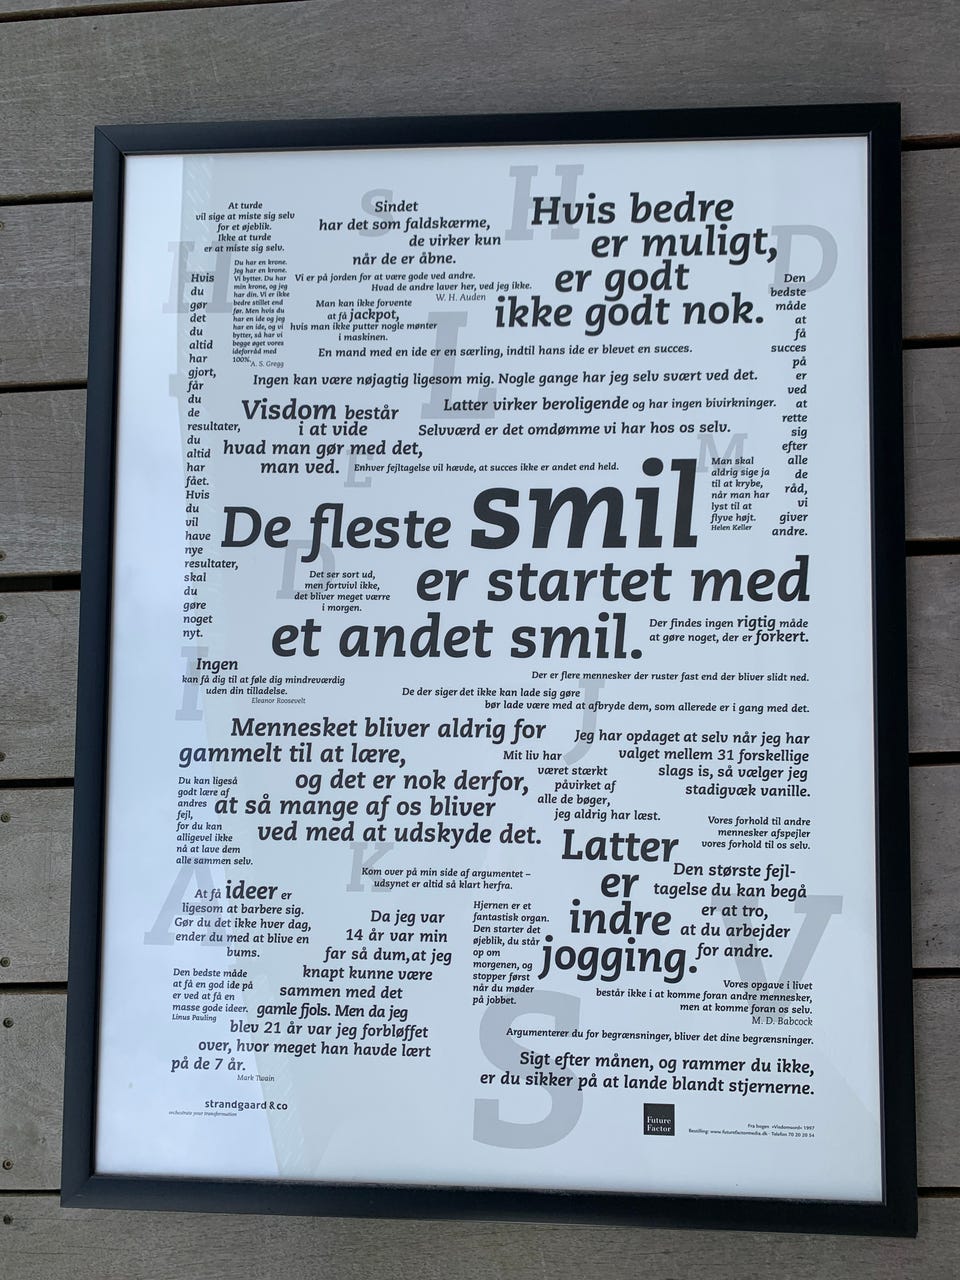 At turde
vil sige at miste sig selv
for et øjeblik.
Ikke at turde
er at miste sig selv.
Sindet
har det som faldskærme,
de virker kun
når de er åbne.
Hvis bedre
er muligt,
er godt
ikke godt nok.
Hvis
du
gør
det
du
altid
har
gjort,
får
du
de
resultater,
du
altid
har
fået.
Hvis
du
vil
have
nye
resultater,
skal
du
gøre
noget
nyt.
Du har en krone.
Jeg har en krone.
Vi bytter. Du har
min krone, og jeg
har din. Vi er ikke
bedre stillet end
før. Men hvis du
har en ide og jeg
har en ide, og vi
bytter, så har vi
begge øget vores
ideforråd med
100%.
A. S. Gregg
Vi er på jorden for at være gode ved andre.
Hvad de andre laver her, ved jeg ikke.
W. H. Auden
Man kan ikke forvente
at få jackpot,
hvis man ikke putter nogle mønter
i maskinen.
Den
bedste
måde
at
få
succes
på
er
ved
at
rette
sig
efter
alle
de
råd,
vi
giver
andre.
En mand med en ide er en særling, indtil hans ide er blevet en succes.
Ingen kan være nøjagtig ligesom mig. Nogle gange har jeg selv svært ved det.
Visdom består
i at vide
hvad man gør med det,
man ved.
Latter virker beroligende og har ingen bivirkninger.
Selvværd er det omdømme vi har hos os selv.
Enhver fejltagelse vil hævde, at succes ikke er andet end held.
Man skal
aldrig sige ja
til at krybe,
når man har
lyst til at
flyve højt.
Helen Keller
De fleste smil
er startet med
et andet smil.
Det ser sort ud,
men fortvivl ikke,
det bliver meget værre
i morgen.
Der findes ingen rigtig måde
at gøre noget, der er forkert.
Ingen
kan få dig til at føle dig mindreværdig
uden din tilladelse.
Eleanor Roosevelt
Der er flere mennesker der ruster fast end der bliver slidt ned.
De der siger det ikke kan lade sig gøre
bør lade være med at afbryde dem, som allerede er i gang med det.
Mennesket bliver aldrig for
gammelt til at lære,
og det er nok derfor,
at så mange af os bliver
ved med at udskyde det.
Mit liv har
været stærkt
påvirket af
alle de bøger,
jeg aldrig har læst.
Jeg har opdaget at selv når jeg har
valget mellem 31 forskellige
slags is, så vælger jeg
stadigvæk vanille.
Du kan ligeså
godt lære af
andres
fejl,
for du kan
alligevel ikke
nå at lave dem
alle sammen selv.
Vores forhold til andre
mennesker afspejler
vores forhold til os selv.
Kom over på min side af argumentet –
udsynet er altid så klart herfra.
Latter
er
indre
jogging.
Den største fejl-
tagelse du kan begå
er at tro,
at du arbejder
for andre.
At få ideer er
ligesom at barbere sig.
Gør du det ikke hver dag,
ender du med at blive en
bums.
Da jeg var
14 år var min
far så dum, at jeg
knapt kunne være
sammen med det
gamle fjols. Men da jeg
blev 21 år var jeg forbløffet
over, hvor meget han havde lært
på de 7 år.
Mark Twain
Hjernen er et
fantastisk organ.
Den starter det
øjeblik, du står
op om
morgenen, og
stopper først
når du møder
på jobbet.
Den bedste måde
at få en god ide på
er ved at få en
masse gode ideer.
Linus Pauling
Vores opgave i livet
består ikke i at komme foran andre mennesker,
men at komme foran os selv.
M. D. Babcock
Argumenterer du for begrænsninger, bliver det dine begrænsninger.
Sigt efter månen, og rammer du ikke,
er du sikker på at lande blandt stjernerne.
strandgaard & co
orchestrate your transformation
Future
Factor
Fra bogen »Visdomsord« 1997
Bestilling: www.futurefactormedia.dk · Telefon 70 20 20 54
S
H
H
D
L
M
E
D
I
J
K
A
V
S